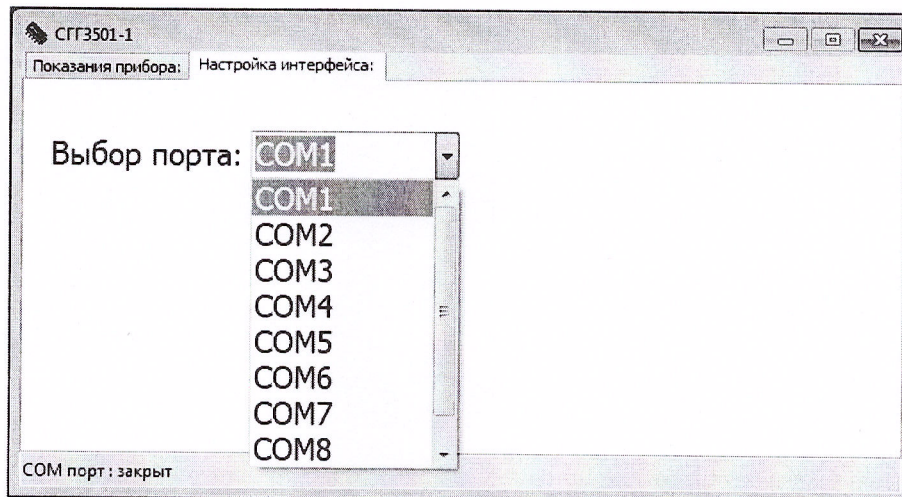 СГГ3501-1
Показания прибора: Настройка интерфейса:
Выбор порта: COM1
COM1
COM2
COM3
COM4
COM5
COM6
COM7
COM8
COM порт : закрыт